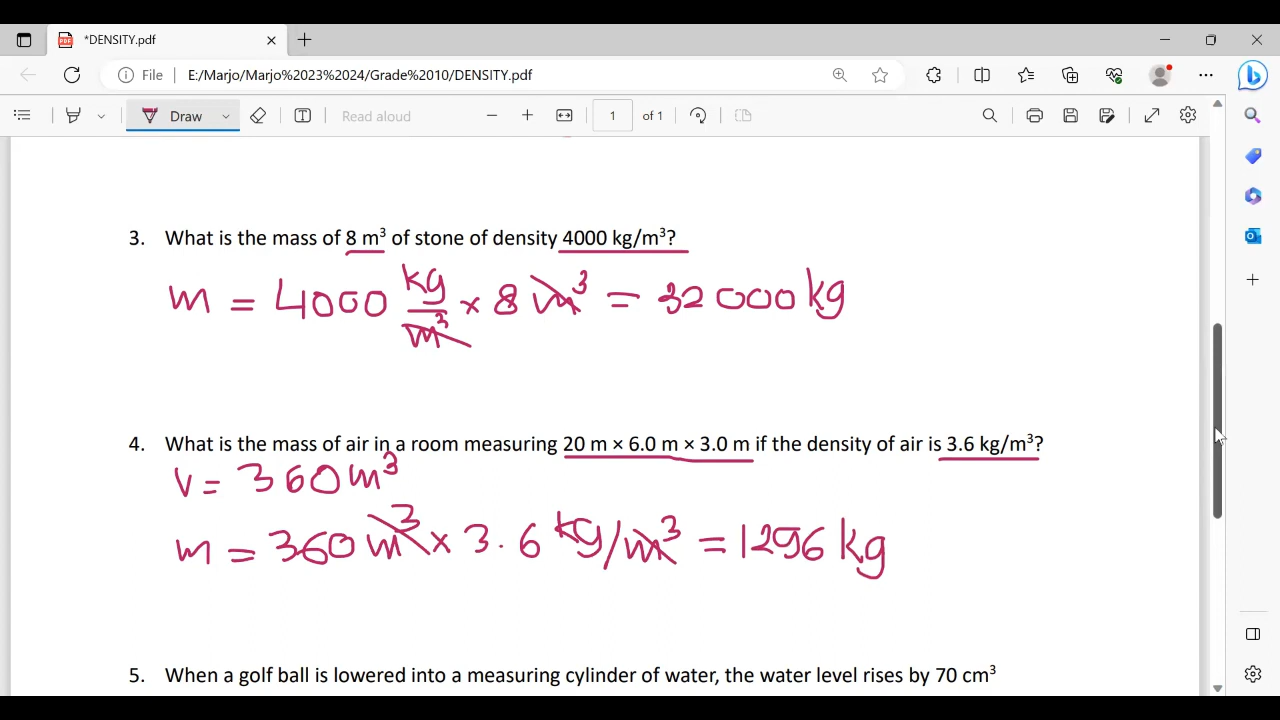 *DENSITY.pdf
File E:/Marjo/Marjo%2023%2024/Grade%2010/DENSITY.pdf
Draw Read aloud 1 of 1
3. What is the mass of 8 m³ of stone of density 4000 kg/m³?
m = 4000 kg/m³ × 8 m³ = 32 000 kg
4. What is the mass of air in a room measuring 20 m × 6.0 m × 3.0 m if the density of air is 3.6 kg/m³?
V = 360 m³
m = 360 m³ × 3.6 kg/m³ = 1296 kg
5. When a golf ball is lowered into a measuring cylinder of water, the water level rises by 70 cm³